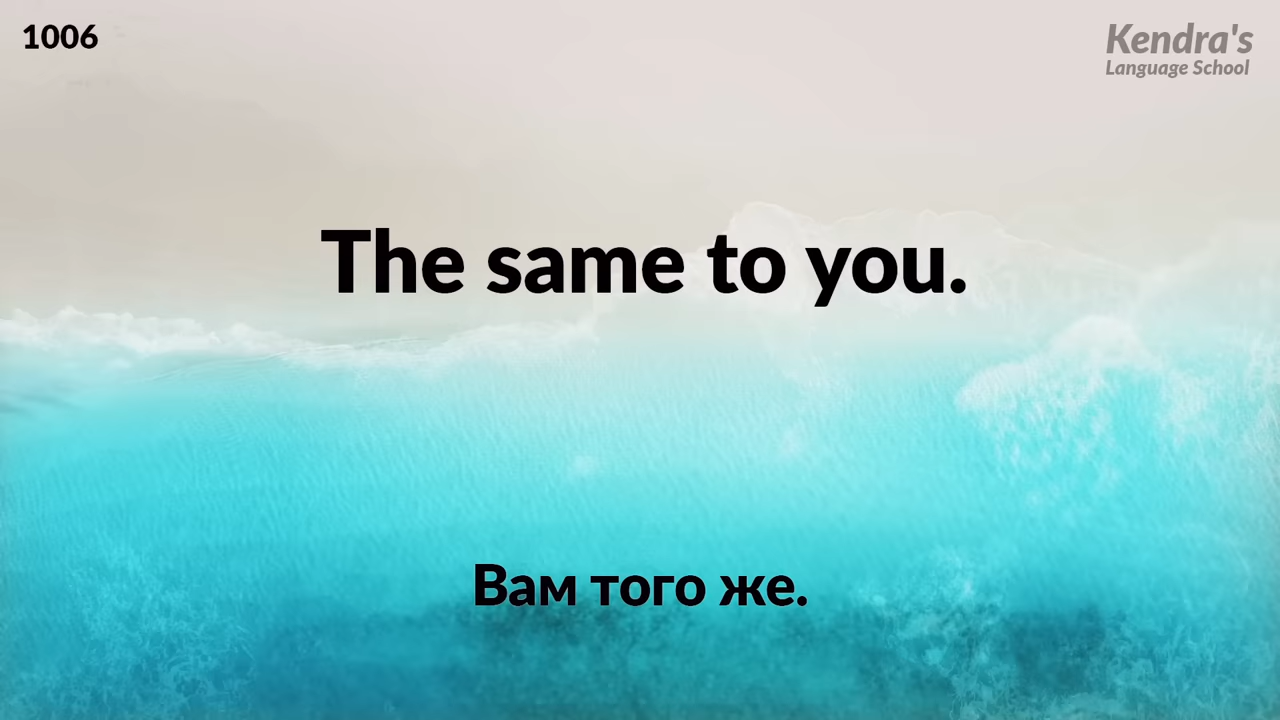 1006
Kendra's
Language School
The same to you.
Вам того же.